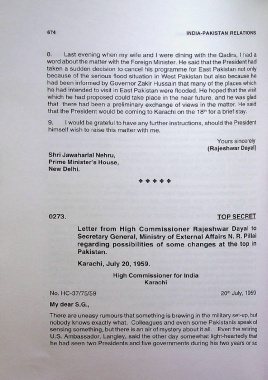 674 INDIA-PAKISTAN RELATIONS
8. Last evening when my wife and I were dining with the Qadirs, I had a
word about the matter with the Foreign Minister. He said that the President had
taken a sudden decision to cancel his programme for East Pakistan not only
because of the serious flood situation in West Pakistan but also because he
had been informed by Governor Zakir Hussain that many of the places which
he had intended to visit in East Pakistan were flooded. He hoped that the visit
which he had proposed could take place in the near future, and he was glad
that there had been a preliminary exchange of views in the matter. He said
that the President would be coming to Karachi on the 18th for a brief stay.
9. I would be grateful to have any further instructions, should the President
himself wish to raise this matter with me.
Yours sincerely
(Rajeshwar Dayal)
Shri Jawaharlal Nehru,
Prime Minister's House,
New Delhi.
* * * * *
0273. TOP SECRET
Letter from High Commissioner Rajeshwar Dayal to
Secretary General, Ministry of External Affairs N. R. Pillai
regarding possibilities of some changes at the top in
Pakistan.
Karachi, July 20, 1959.
High Commissioner for India
Karachi
No. HC-37/75/59 20th July, 1959
My dear S.G.,
There are uneasy rumours that something is brewing in the military set-up, but
nobody knows exactly what. Colleagues and even some Pakistanis speak of
sensing something, but there is an air of mystery about it all. Even the retiring
U.S. Ambassador, Langley, said the other day somewhat light-heartedly that
he had seen two Presidents and five governments during his two years or so